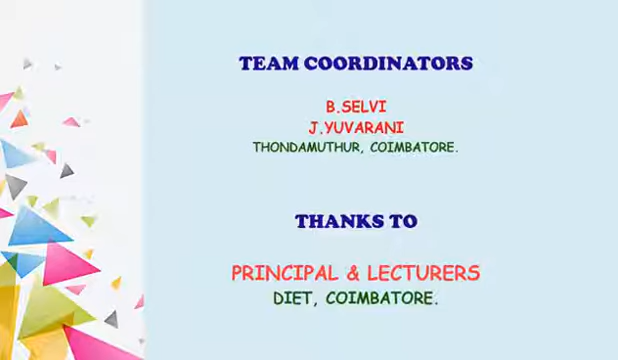 TEAM COORDINATORS
B.SELVI
J.YUVARANI
THONDAMUTHUR, COIMBATORE.
THANKS TO
PRINCIPAL & LECTURERS
DIET, COIMBATORE.